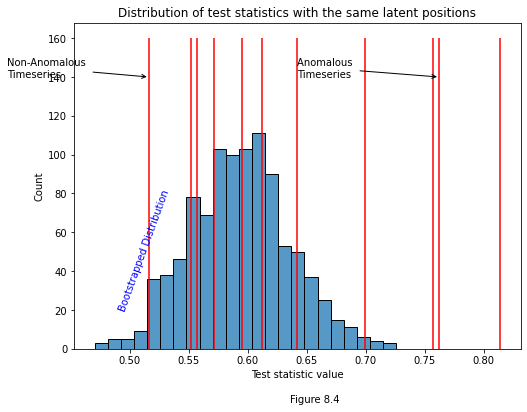 Distribution of test statistics with the same latent positions
160
Non-Anomalous
Timeseries
Anomalous
Timeseries
140
120
100
Count
80
Bootstrapped Distribution
60
40
20
0
0.50 0.55 0.60 0.65 0.70 0.75 0.80
Test statistic value
Figure 8.4